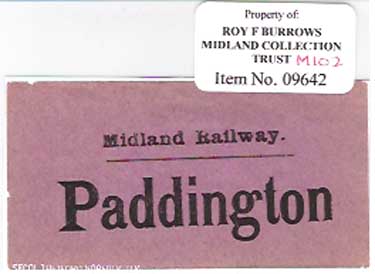 Property of:
ROY F BURROWS
MIDLAND COLLECTION
TRUST M102
Item No. 09642
Midland Railway.
Paddington